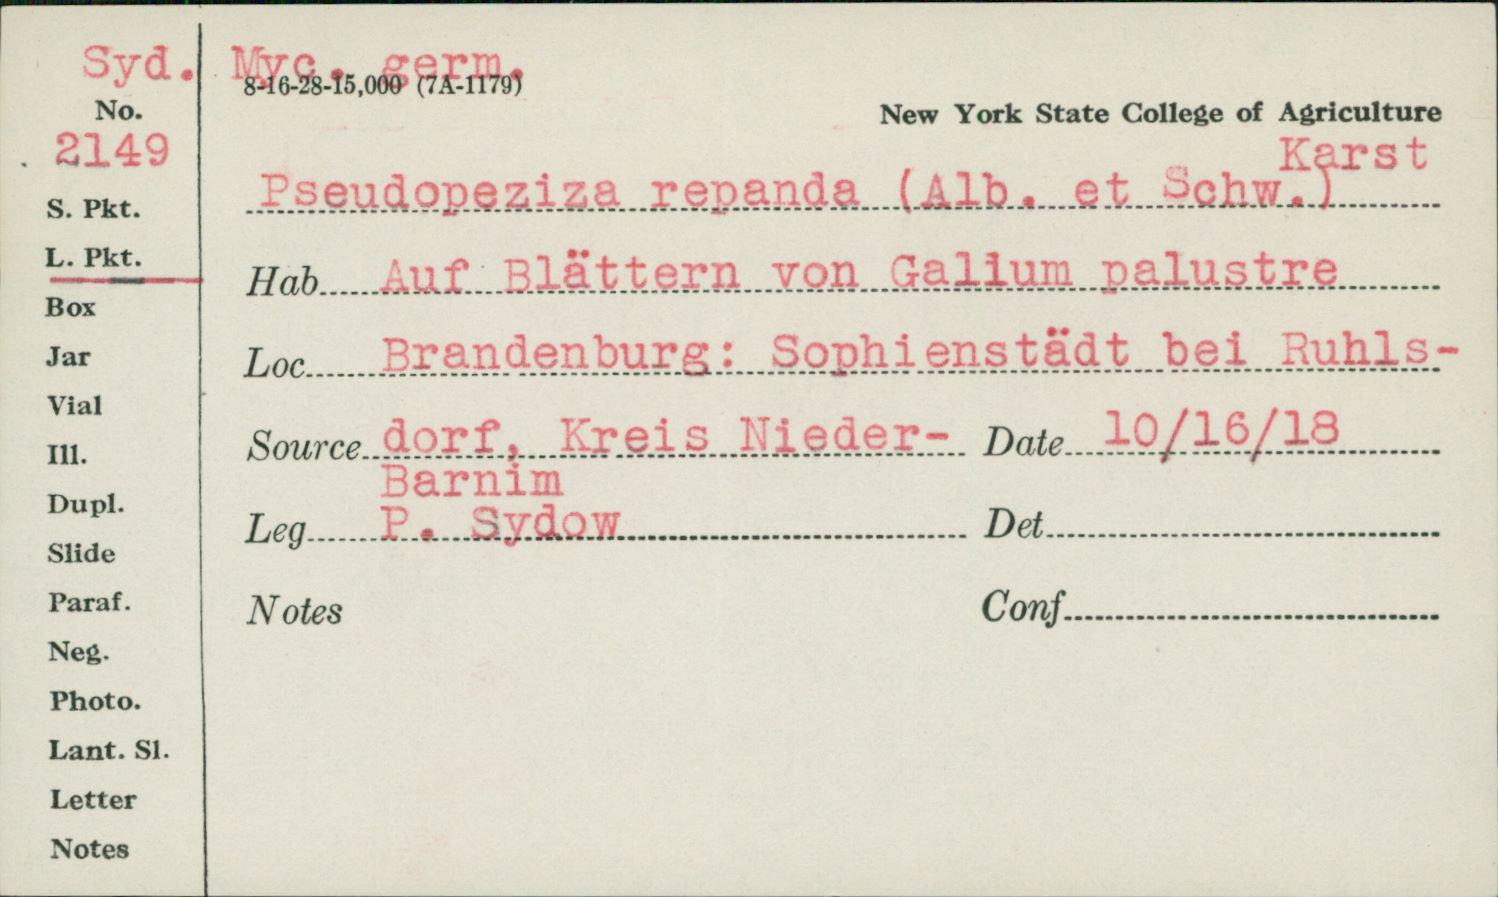 Syd. Myc. germ.
8-16-28-15,000 (7A-1179)
No.
New York State College of Agriculture
2149
Karst
Pseudopeziza repanda (Alb. et Schw.)
S. Pkt.
L. Pkt.
Hab. Auf Blättern von Galium palustre
Box
Jar
Loc. Brandenburg: Sophienstädt bei Ruhls-
Vial
Source dorf, Kreis Nieder- Date 10/16/18
Ill.
Barnim
Dupl.
Leg. P. Sydow Det.
Slide
Paraf.
Notes Conf.
Neg.
Photo.
Lant. Sl.
Letter
Notes